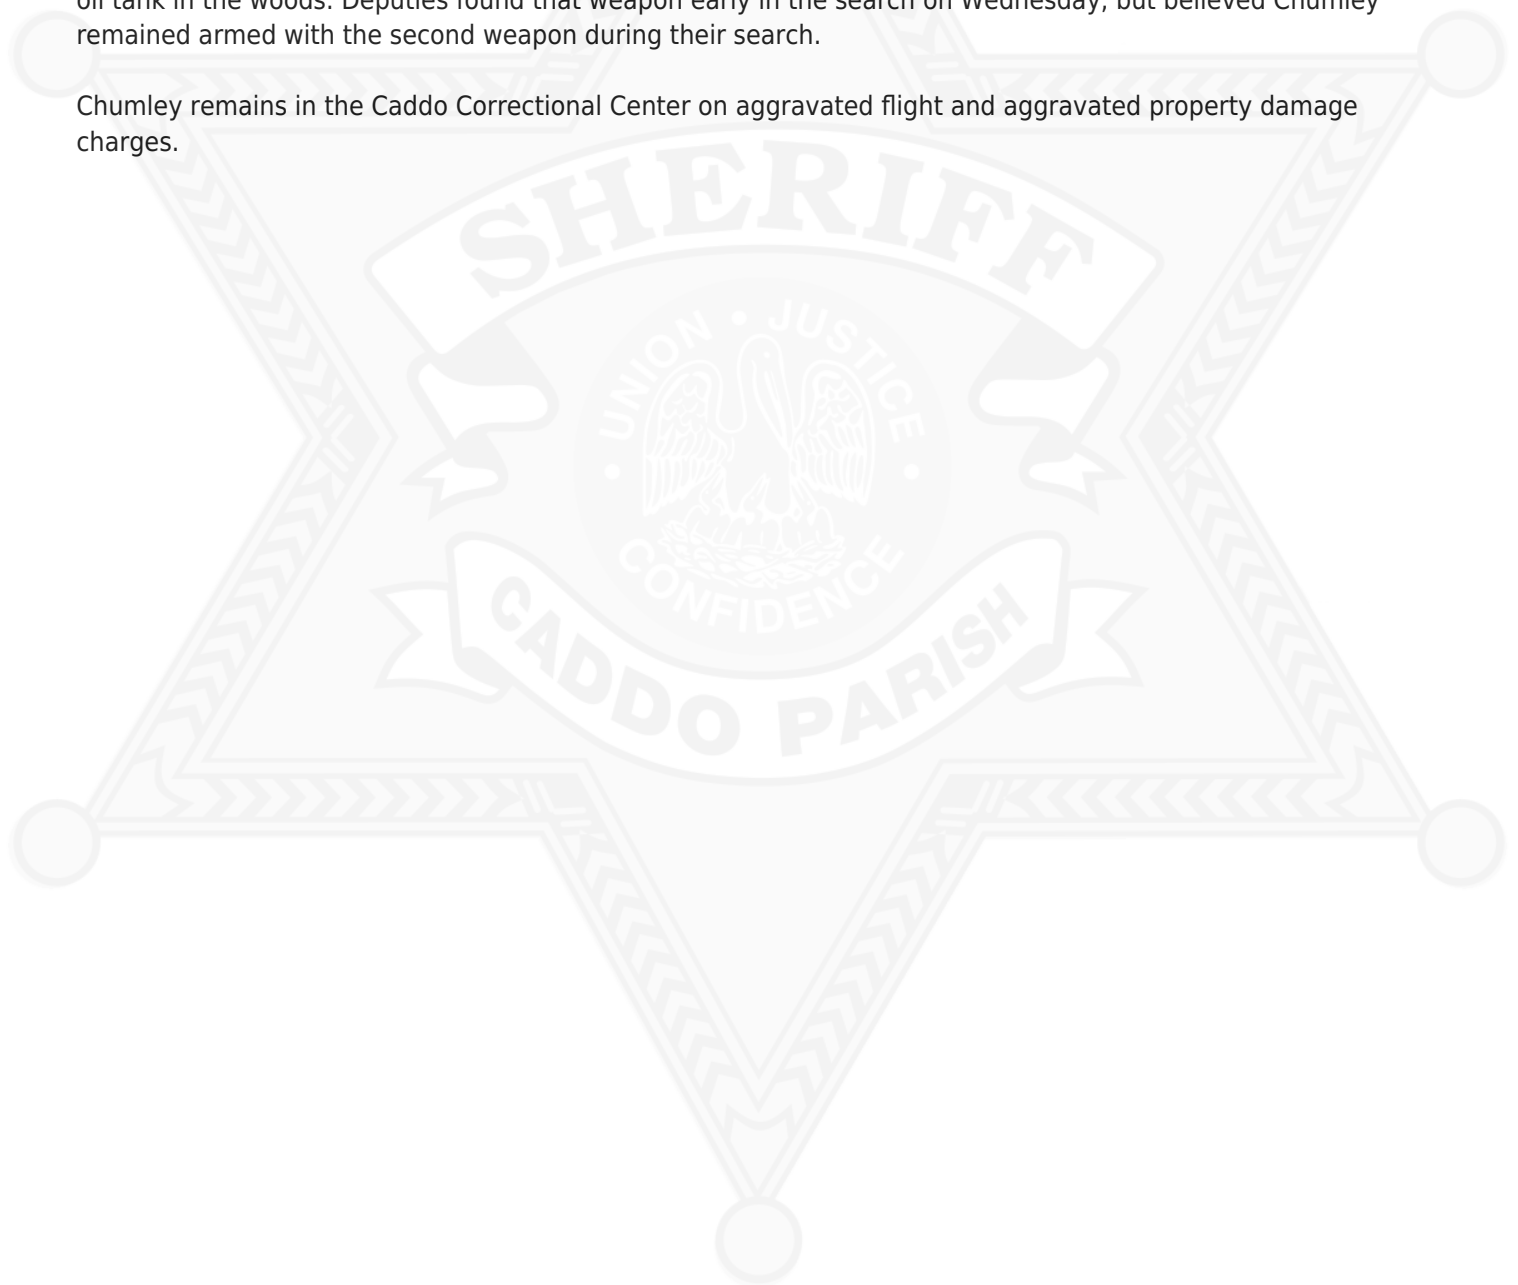 oil tank in the woods. Deputies found that weapon early in the search on Wednesday, but believed Chumley
remained armed with the second weapon during their search.
Chumley remains in the Caddo Correctional Center on aggravated flight and aggravated property damage
charges.
SHERIFF
UNION • JUSTICE
• CONFIDENCE •
CADDO PARISH